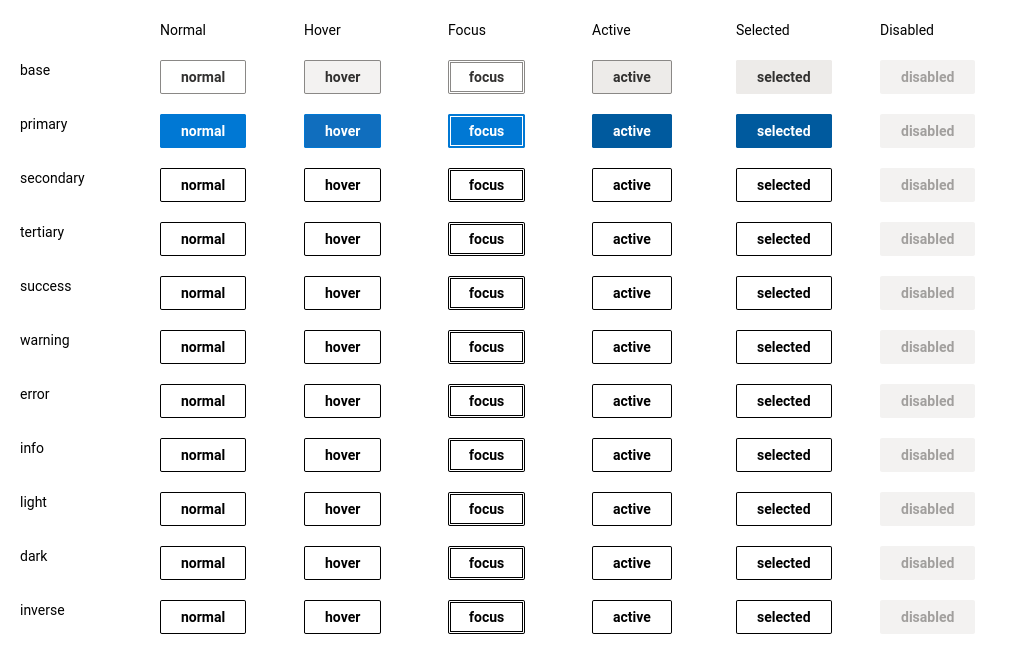 Normal Hover Focus Active Selected Disabled
base normal hover focus active selected disabled
primary normal hover focus active selected disabled
secondary normal hover focus active selected disabled
tertiary normal hover focus active selected disabled
success normal hover focus active selected disabled
warning normal hover focus active selected disabled
error normal hover focus active selected disabled
info normal hover focus active selected disabled
light normal hover focus active selected disabled
dark normal hover focus active selected disabled
inverse normal hover focus active selected disabled